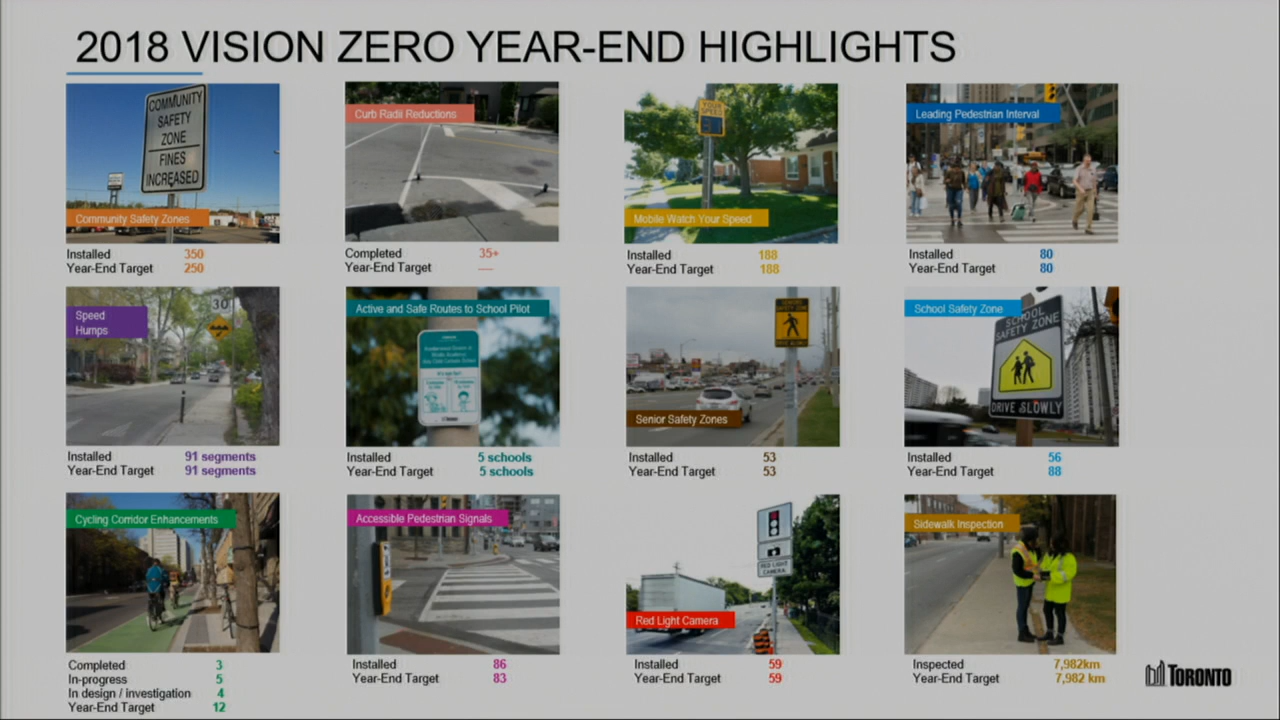 2018 VISION ZERO YEAR-END HIGHLIGHTS
COMMUNITY
SAFETY
ZONE
FINES
INCREASED
Community Safety Zones
Installed 350
Year-End Target 250
Curb Radii Reductions
Completed 35+
Year-End Target —
YOUR
SPEED
Mobile Watch Your Speed
Installed 188
Year-End Target 188
Leading Pedestrian Interval
Installed 80
Year-End Target 80
Speed
Humps
30
Installed 91 segments
Year-End Target 91 segments
Active and Safe Routes to School Pilot
Installed 5 schools
Year-End Target 5 schools
Senior Safety Zones
Installed 53
Year-End Target 53
School Safety Zone
SCHOOL
SAFETY ZONE
DRIVE SLOWLY
Installed 56
Year-End Target 88
Cycling Corridor Enhancements
Completed 3
In-progress 5
In design / investigation 4
Year-End Target 12
Accessible Pedestrian Signals
Installed 86
Year-End Target 83
RED LIGHT
CAMERA
Red Light Camera
Installed 59
Year-End Target 59
Sidewalk Inspection
Inspected 7,982km
Year-End Target 7,982 km
TORONTO